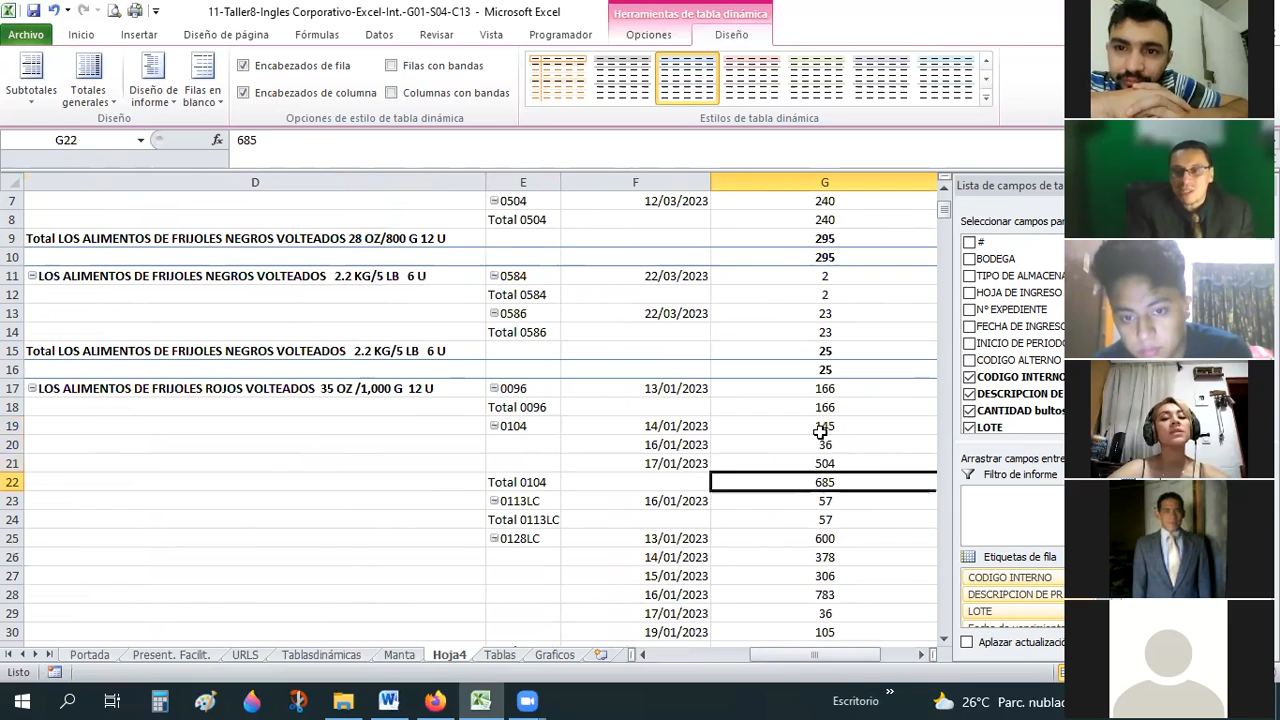 11-Taller8-Ingles Corporativo-Excel-Int.-G01-S04-C13 - Microsoft Excel
Herramientas de tabla dinámica
Archivo Inicio Insertar Diseño de página Fórmulas Datos Revisar Vista Programador Opciones Diseño
Subtotales Totales generales Diseño de informe Filas en blanco
Encabezados de fila Filas con bandas
Encabezados de columna Columnas con bandas
Diseño Opciones de estilo de tabla dinámica Estilos de tabla dinámica
G22 fx 685
D E F G
7 0504 12/03/2023 240
8 Total 0504 240
9 Total LOS ALIMENTOS DE FRIJOLES NEGROS VOLTEADOS 28 OZ/800 G 12 U 295
10 295
11 LOS ALIMENTOS DE FRIJOLES NEGROS VOLTEADOS 2.2 KG/5 LB 6 U 0584 22/03/2023 2
12 Total 0584 2
13 0586 22/03/2023 23
14 Total 0586 23
15 Total LOS ALIMENTOS DE FRIJOLES NEGROS VOLTEADOS 2.2 KG/5 LB 6 U 25
16 25
17 LOS ALIMENTOS DE FRIJOLES ROJOS VOLTEADOS 35 OZ /1,000 G 12 U 0096 13/01/2023 166
18 Total 0096 166
19 0104 14/01/2023 145
20 16/01/2023 36
21 17/01/2023 504
22 Total 0104 685
23 0113LC 16/01/2023 57
24 Total 0113LC 57
25 0128LC 13/01/2023 600
26 14/01/2023 378
27 15/01/2023 306
28 16/01/2023 783
29 17/01/2023 36
30 19/01/2023 105
Lista de campos de ta
Seleccionar campos pa
#
BODEGA
TIPO DE ALMACENA
HOJA DE INGRESO
Nº EXPEDIENTE
FECHA DE INGRESO
INICIO DE PERIODO
CODIGO ALTERNO
CODIGO INTERNO
DESCRIPCION DE
CANTIDAD bultos
LOTE
Arrastrar campos entre
Filtro de informe
Etiquetas de fila
CODIGO INTERNO
DESCRIPCION DE PR
LOTE
Aplazar actualizació
Portada Present. Facilit. URLS Tablasdinámicas Manta Hoja4 Tablas Graficos
Listo
Escritorio » 26°C Parc. nublad